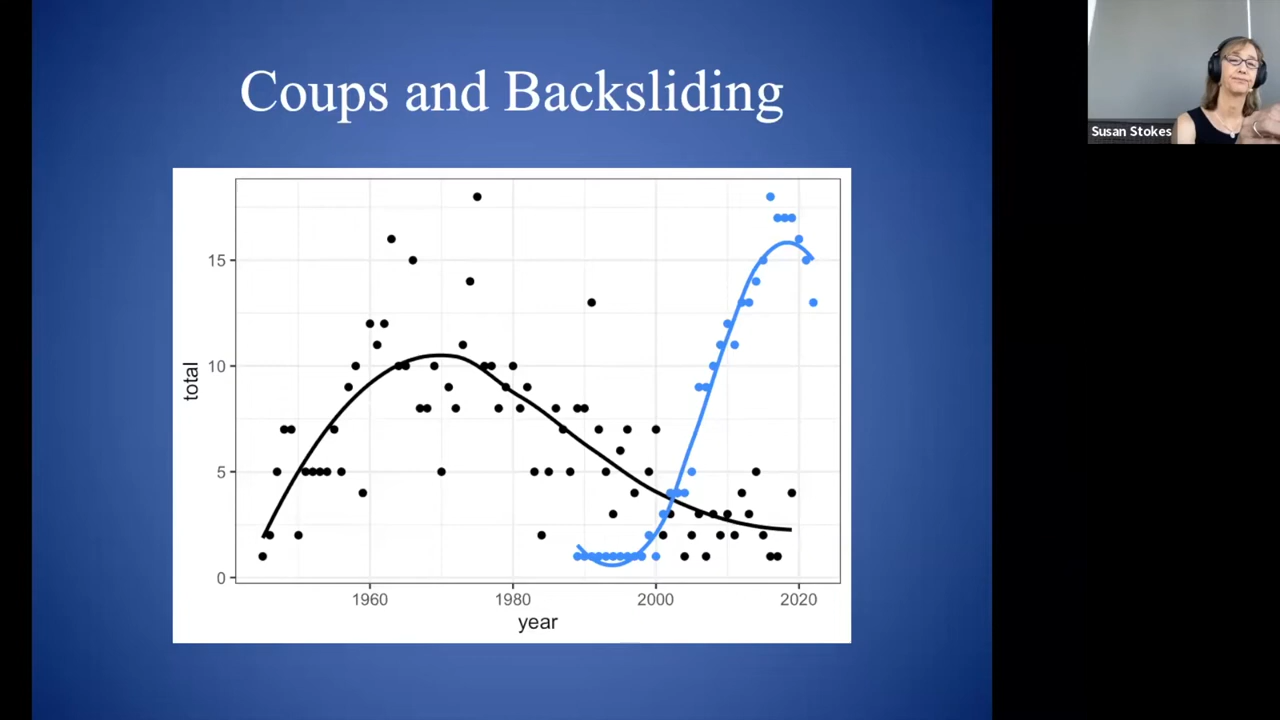 Coups and Backsliding
Susan Stokes
15
10
5
0
total
1960 1980 2000 2020
year